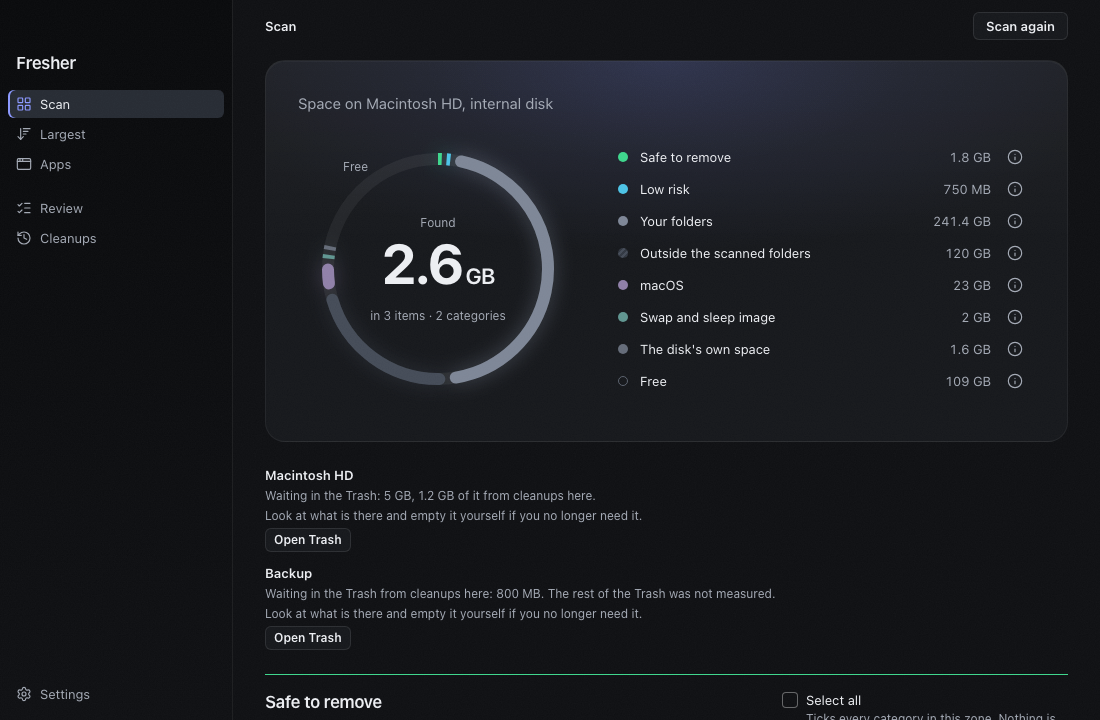 Fresher
Scan
Largest
Apps
Review
Cleanups
Settings
Scan
Scan again
Space on Macintosh HD, internal disk
Free
Found
2.6 GB
in 3 items · 2 categories
Safe to remove 1.8 GB
Low risk 750 MB
Your folders 241.4 GB
Outside the scanned folders 120 GB
macOS 23 GB
Swap and sleep image 2 GB
The disk's own space 1.6 GB
Free 109 GB
Macintosh HD
Waiting in the Trash: 5 GB, 1.2 GB of it from cleanups here.
Look at what is there and empty it yourself if you no longer need it.
Open Trash
Backup
Waiting in the Trash from cleanups here: 800 MB. The rest of the Trash was not measured.
Look at what is there and empty it yourself if you no longer need it.
Open Trash
Safe to remove
Select all
Ticks every category in this zone. Nothing is